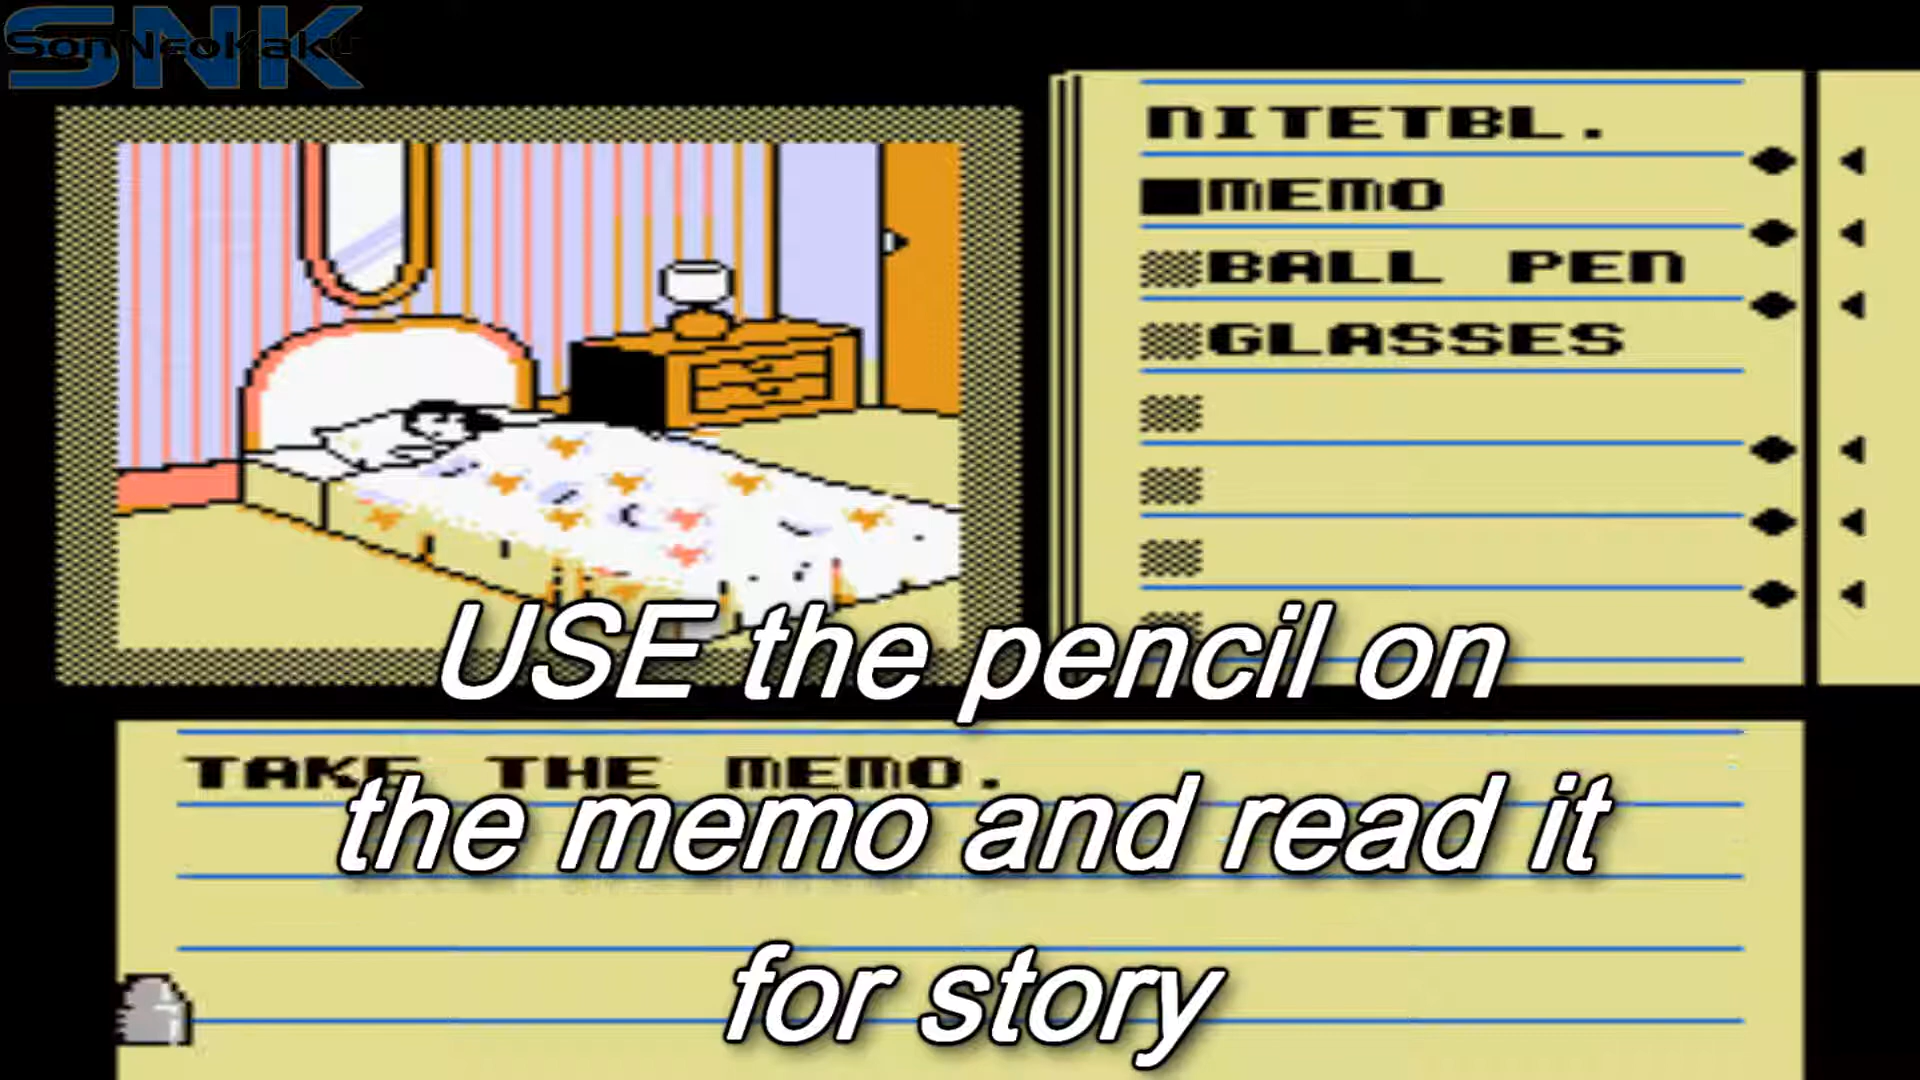 SNK
SonNeoKaku
NITETBL.
MEMO
BALL PEN
GLASSES
TAKE THE MEMO.
USE the pencil on
the memo and read it
for story